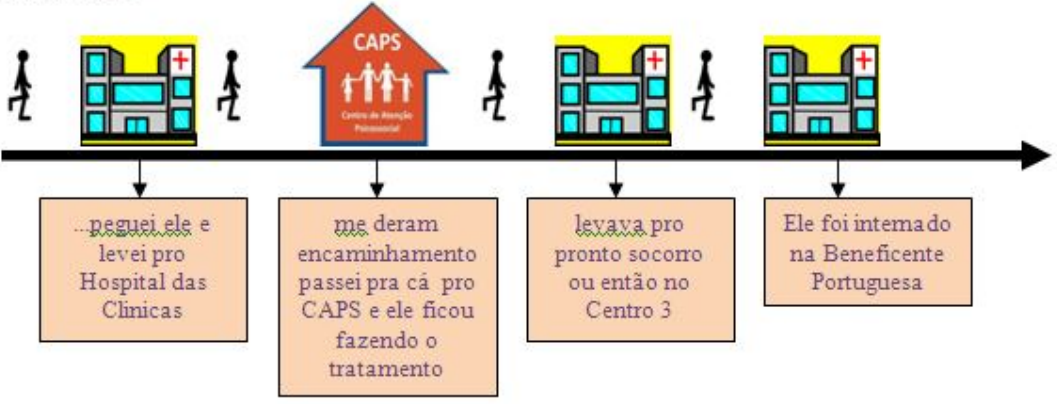 CAPS
Centro de Atenção
Psicossocial
...peguei ele e
levei pro
Hospital das
Clinicas
me deram
encaminhamento
passei pra cá pro
CAPS e ele ficou
fazendo o
tratamento
levava pro
pronto socorro
ou então no
Centro 3
Ele foi internado
na Beneficente
Portuguesa